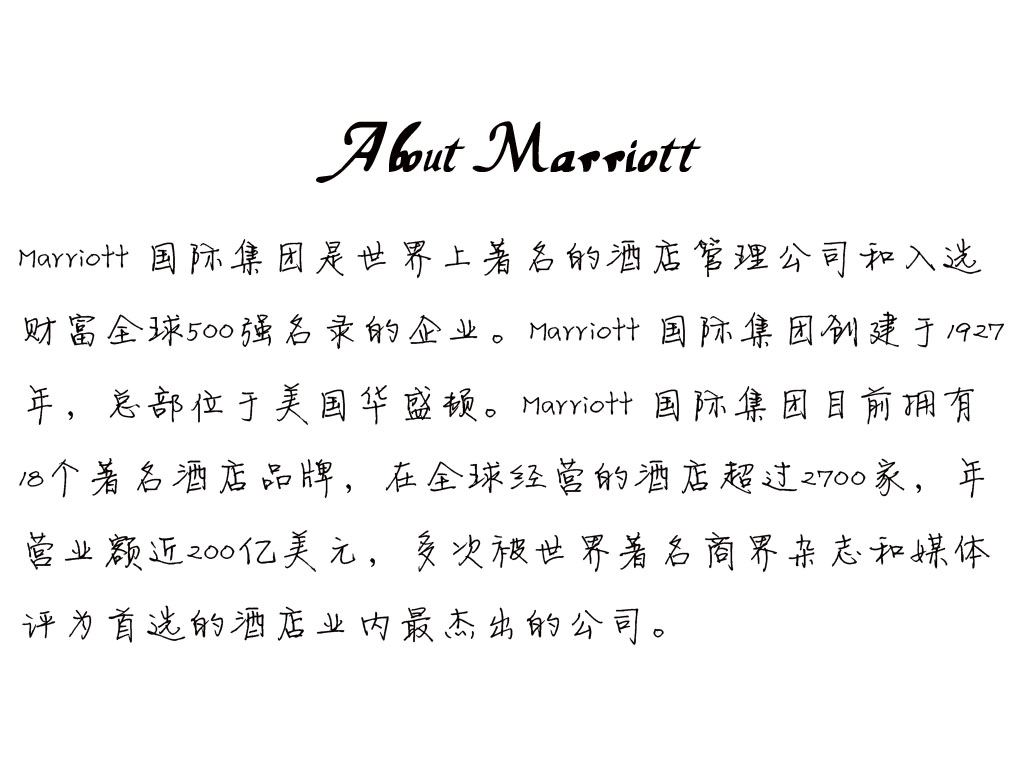 About Marriott
Marriott 国际集团是世界上著名的酒店管理公司和入选
财富全球500强名录的企业。Marriott 国际集团创建于1927
年，总部位于美国华盛顿。Marriott 国际集团目前拥有
18个著名酒店品牌，在全球经营的酒店超过2700家，年
营业额近200亿美元，多次被世界著名商界杂志和媒体
评为首选的酒店业内最杰出的公司。